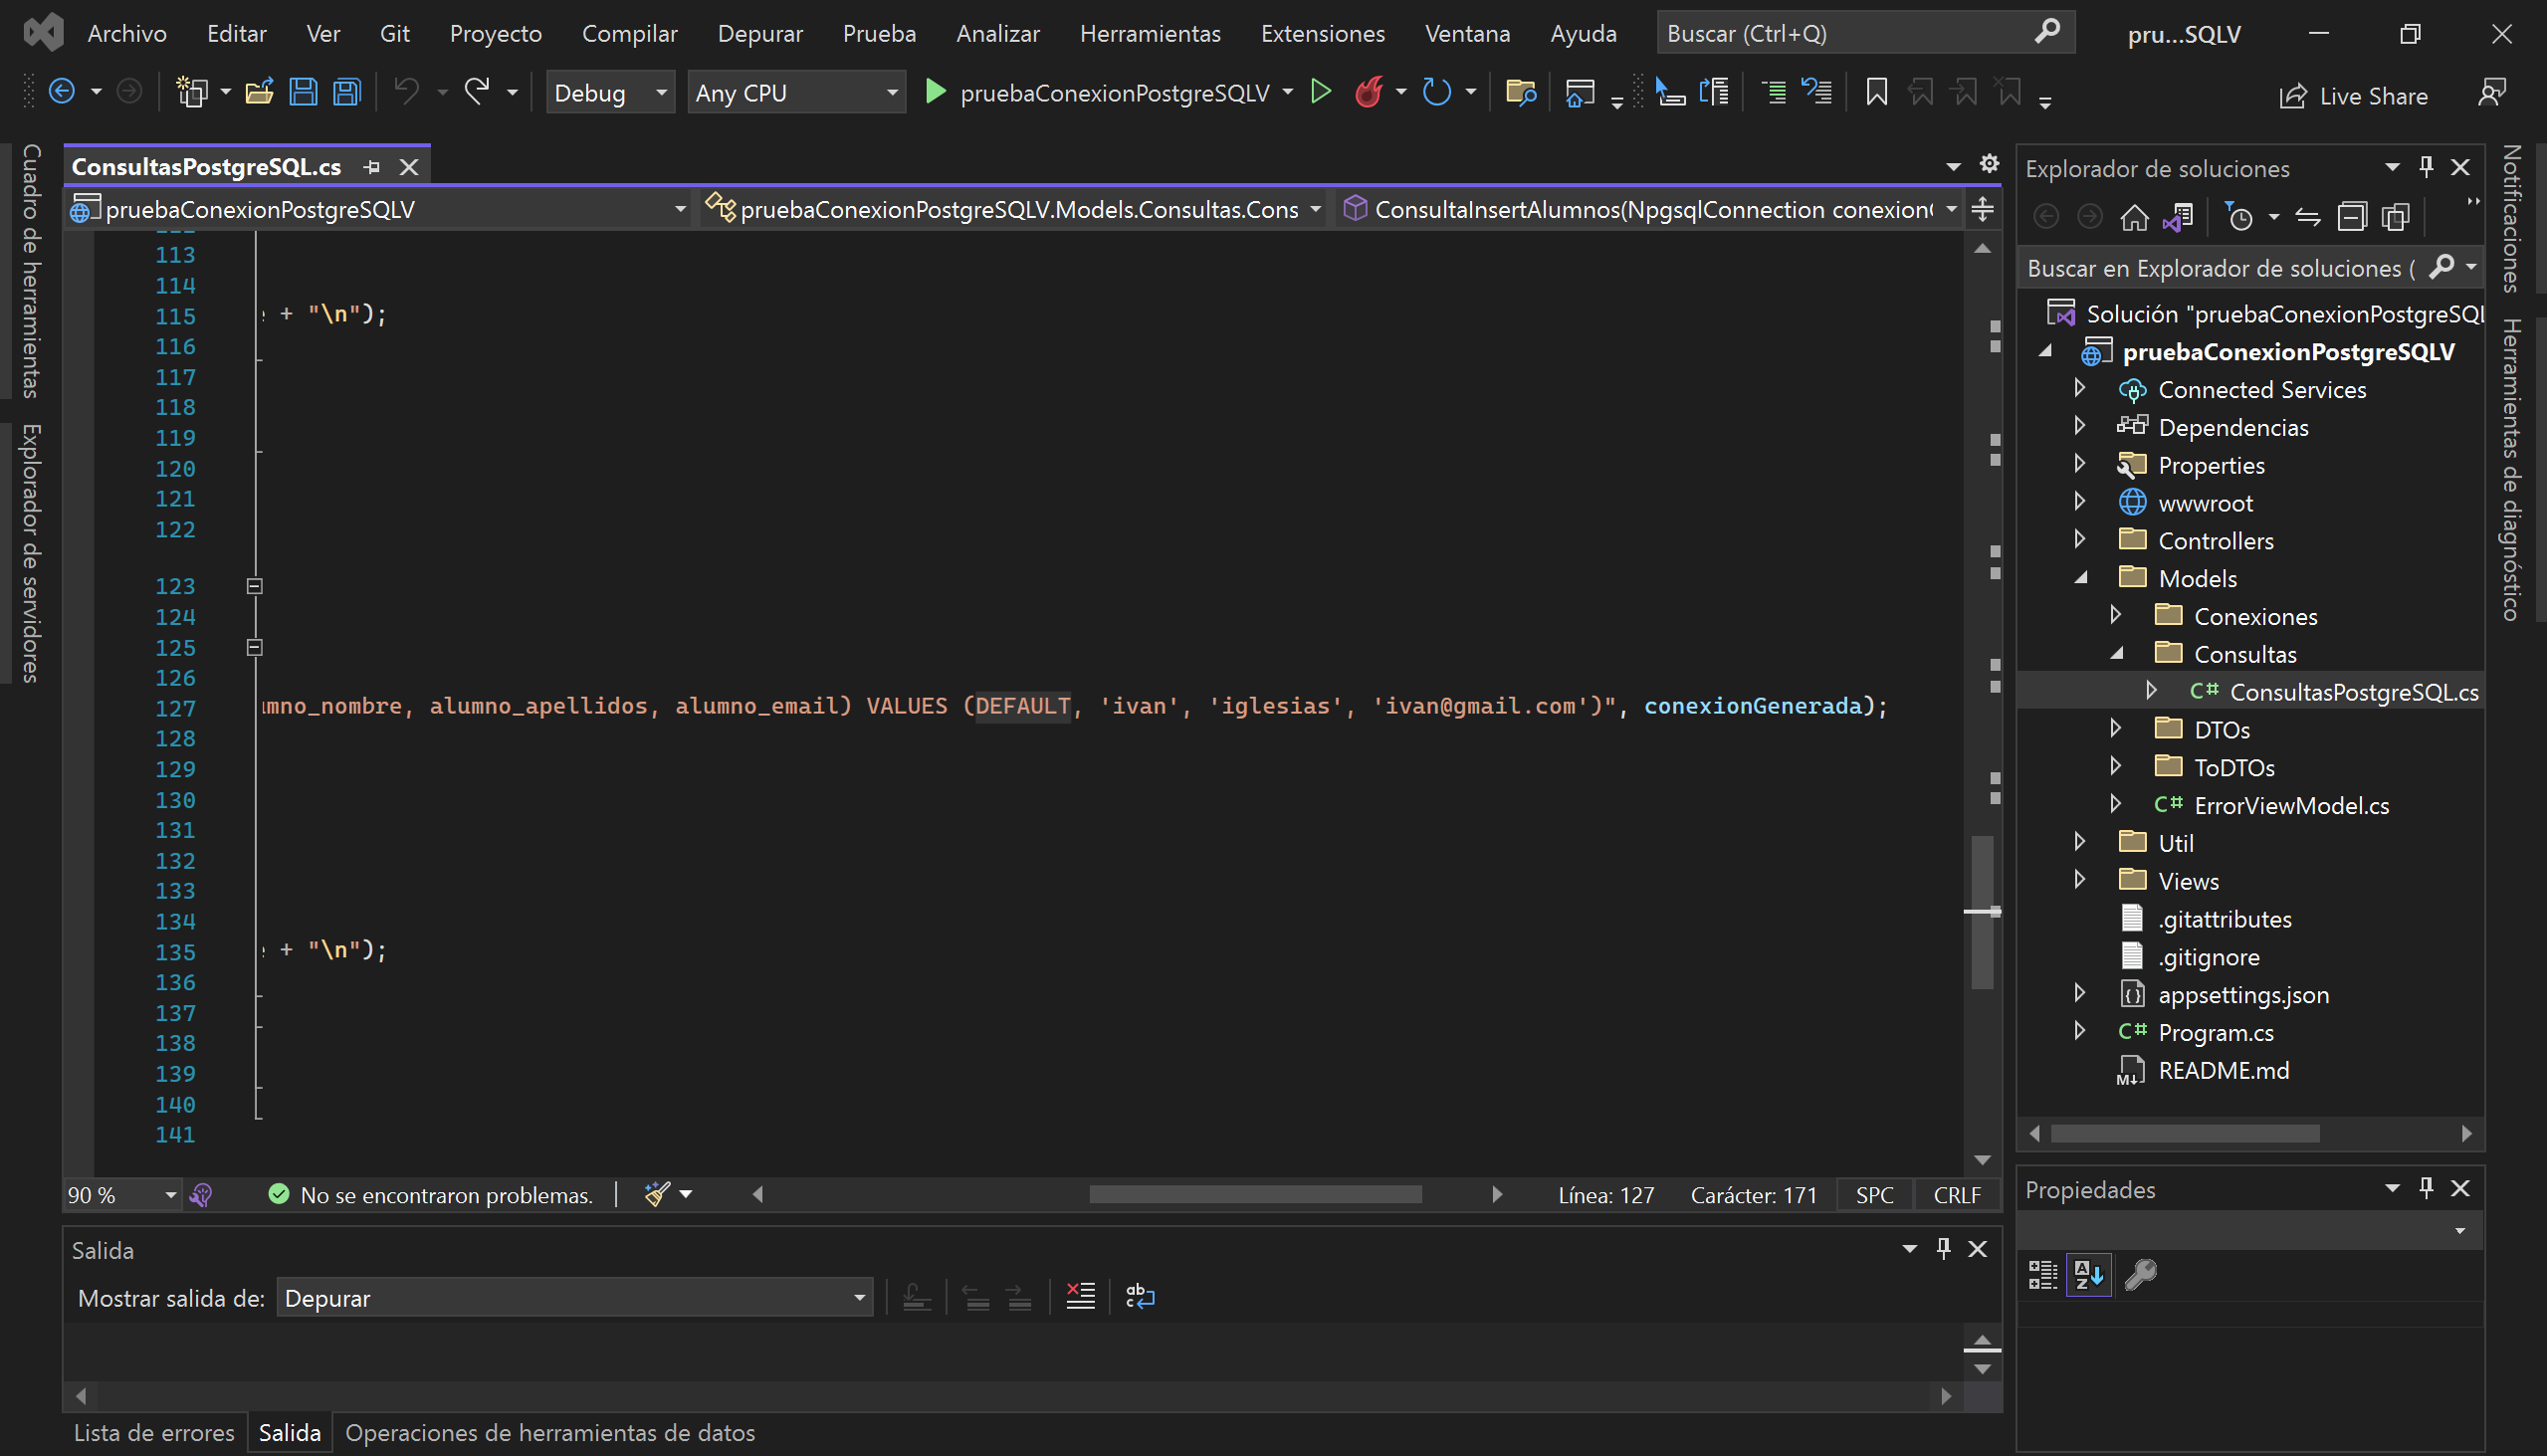 Archivo Editar Ver Git Proyecto Compilar Depurar Prueba Analizar Herramientas Extensiones Ventana Ayuda Buscar (Ctrl+Q) pru...SQLV
Debug Any CPU pruebaConexionPostgreSQLV Live Share
Cuadro de herramientas
Explorador de servidores
ConsultasPostgreSQL.cs
pruebaConexionPostgreSQLV pruebaConexionPostgreSQLV.Models.Consultas.Cons ConsultaInsertAlumnos(NpgsqlConnection conexion
113
114
115 + "\n");
116
117
118
119
120
121
122
123
124
125
126
127 mno_nombre, alumno_apellidos, alumno_email) VALUES (DEFAULT, 'ivan', 'iglesias', 'ivan@gmail.com')", conexionGenerada);
128
129
130
131
132
133
134
135 + "\n");
136
137
138
139
140
141
90 % No se encontraron problemas. Línea: 127 Carácter: 171 SPC CRLF
Salida
Mostrar salida de: Depurar
Lista de errores Salida Operaciones de herramientas de datos
Explorador de soluciones
Buscar en Explorador de soluciones (
Solución "pruebaConexionPostgreSQL
pruebaConexionPostgreSQLV
Connected Services
Dependencias
Properties
wwwroot
Controllers
Models
Conexiones
Consultas
C# ConsultasPostgreSQL.cs
DTOs
ToDTOs
C# ErrorViewModel.cs
Util
Views
.gitattributes
.gitignore
appsettings.json
C# Program.cs
README.md
Propiedades
Notificaciones
Herramientas de diagnóstico